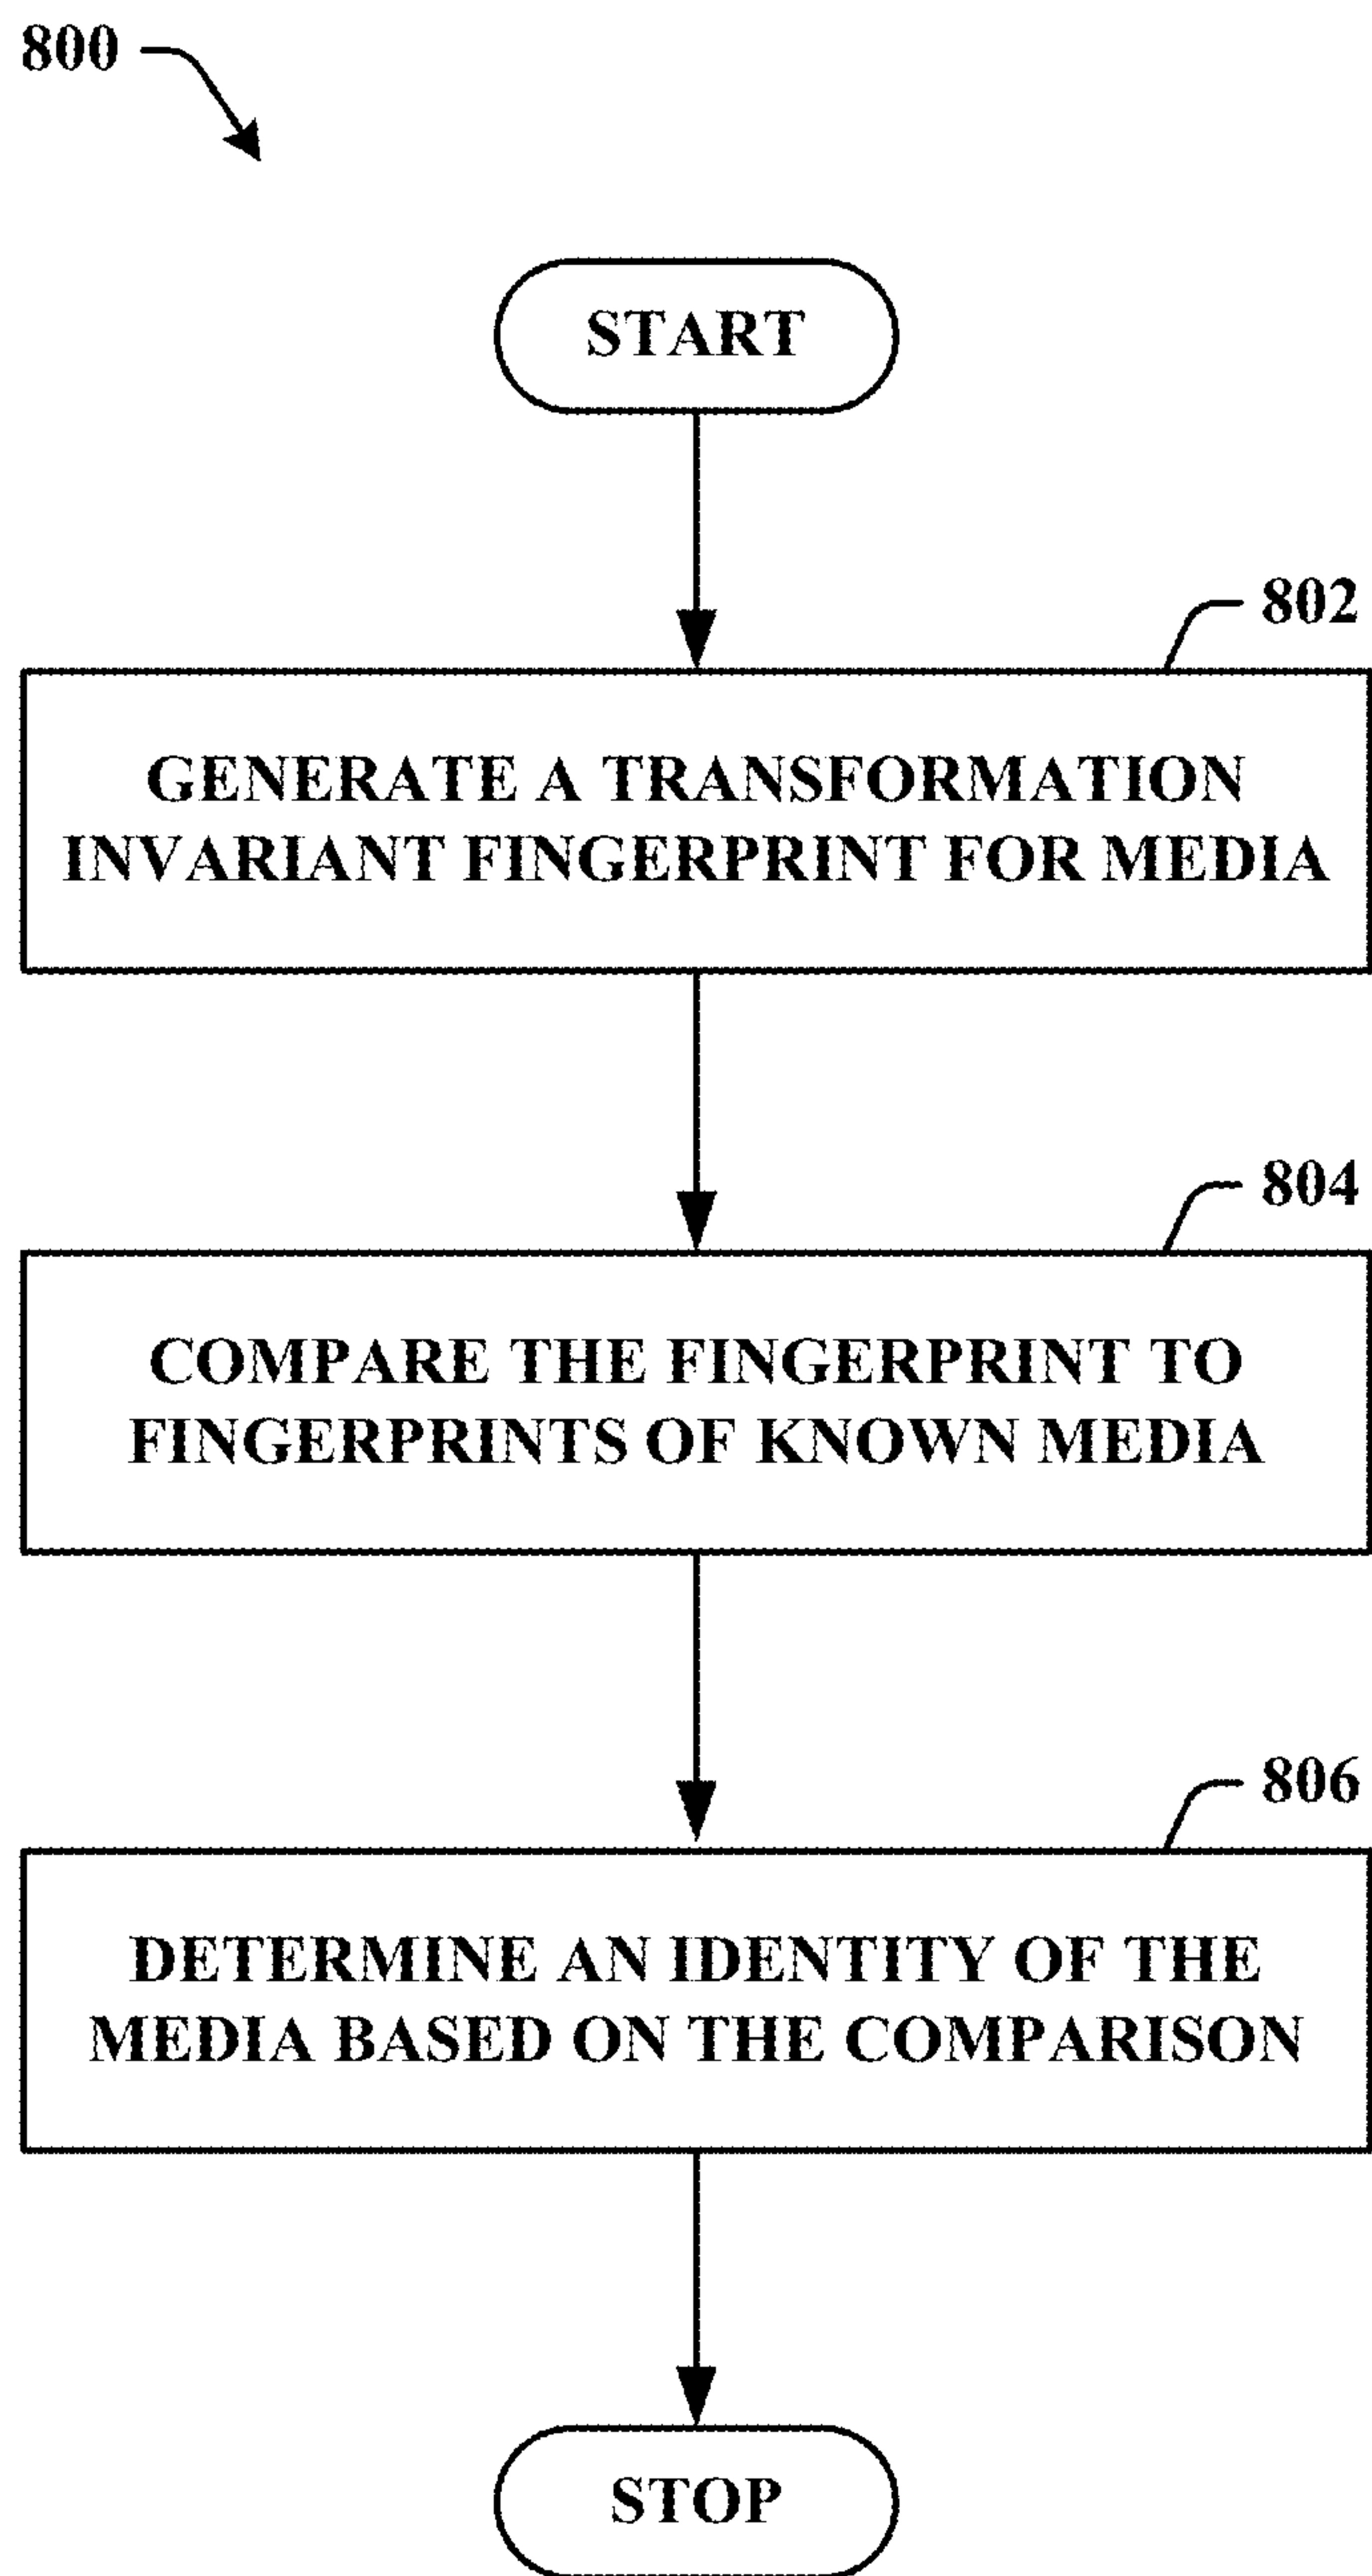 800
START
802
GENERATE A TRANSFORMATION
INVARIANT FINGERPRINT FOR MEDIA
804
COMPARE THE FINGERPRINT TO
FINGERPRINTS OF KNOWN MEDIA
806
DETERMINE AN IDENTITY OF THE
MEDIA BASED ON THE COMPARISON
STOP